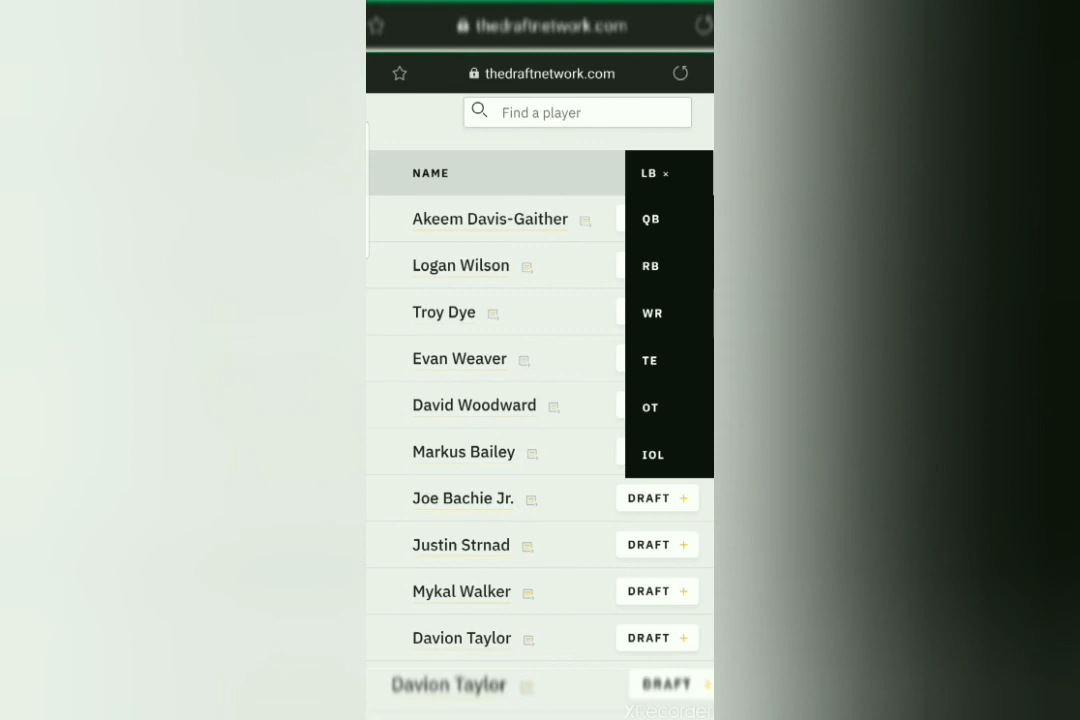 thedraftnetwork.com
thedraftnetwork.com
Find a player
NAME LB ×
Akeem Davis-Gaither QB
Logan Wilson RB
Troy Dye WR
Evan Weaver TE
David Woodward OT
Markus Bailey IOL
Joe Bachie Jr. DRAFT +
Justin Strnad DRAFT +
Mykal Walker DRAFT +
Davion Taylor DRAFT +
Davion Taylor DRAFT +
XRecorder